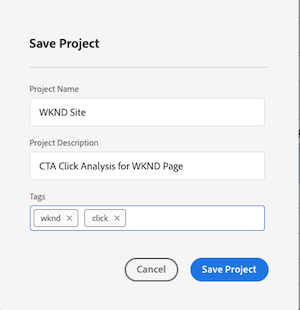 Save Project
Project Name
WKND Site
Project Description
CTA Click Analysis for WKND Page
Tags
wknd × click ×
Cancel Save Project